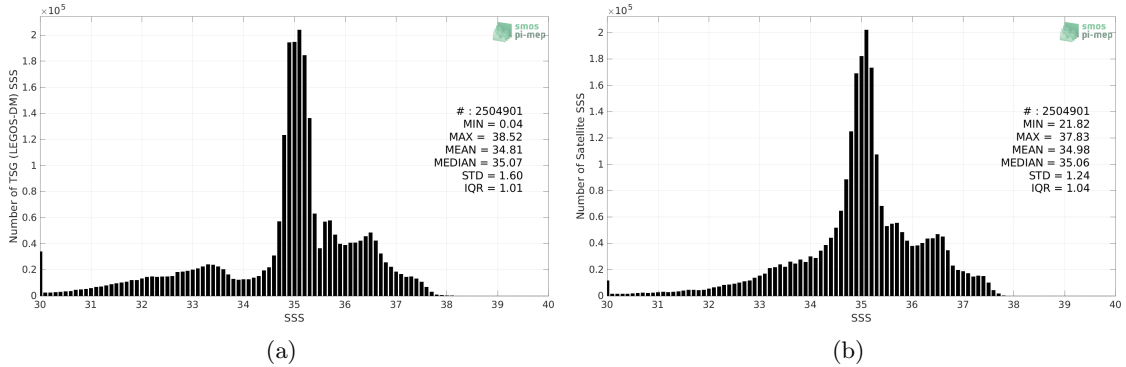 ×10⁵
2
1.8
1.6
1.4
1.2
1
0.8
0.6
0.4
0.2
0
30 31 32 33 34 35 36 37 38 39 40
SSS
Number of TSG (LEGOS-DM) SSS
smos
pi-mep
# : 2504901
MIN = 0.04
MAX = 38.52
MEAN = 34.81
MEDIAN = 35.07
STD = 1.60
IQR = 1.01
(a)
×10⁵
2
1.8
1.6
1.4
1.2
1
0.8
0.6
0.4
0.2
0
30 31 32 33 34 35 36 37 38 39 40
SSS
Number of Satellite SSS
smos
pi-mep
# : 2504901
MIN = 21.82
MAX = 37.83
MEAN = 34.98
MEDIAN = 35.06
STD = 1.24
IQR = 1.04
(b)